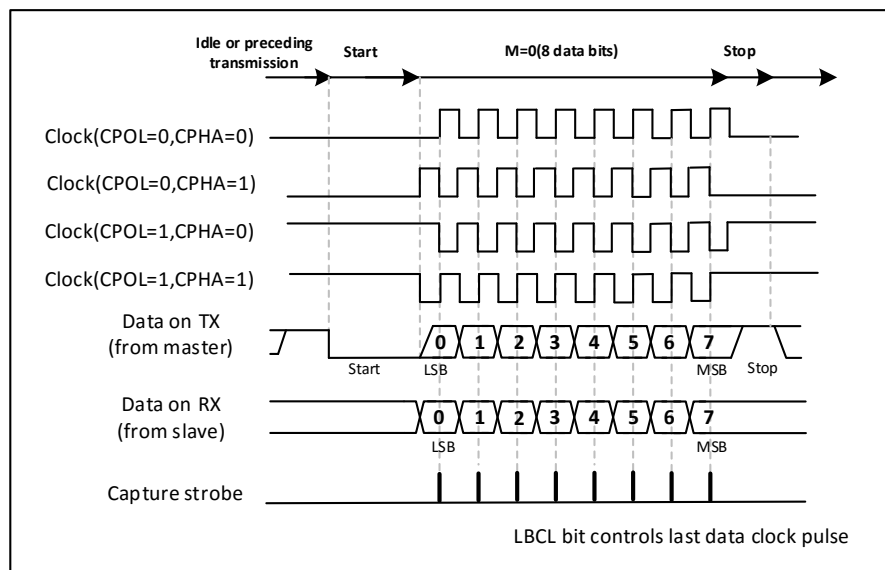 Idle or preceding
transmission
Start
M=0(8 data bits)
Stop
Clock(CPOL=0,CPHA=0)
Clock(CPOL=0,CPHA=1)
Clock(CPOL=1,CPHA=0)
Clock(CPOL=1,CPHA=1)
Data on TX
(from master)
0 1 2 3 4 5 6 7
Start
LSB
MSB
Stop
Data on RX
(from slave)
0 1 2 3 4 5 6 7
LSB
MSB
Capture strobe
LBCL bit controls last data clock pulse